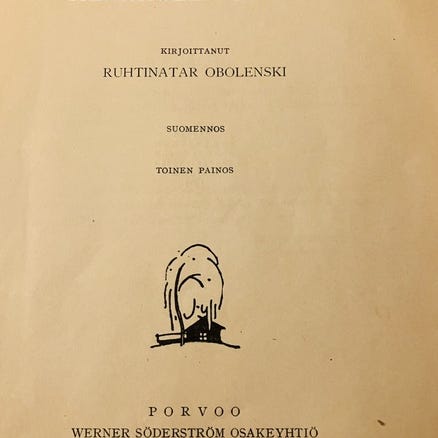 KIRJOITTANUT
RUHTINATAR OBOLENSKI
SUOMENNOS
TOINEN PAINOS
PORVOO
WERNER SÖDERSTRÖM OSAKEYHTIÖ